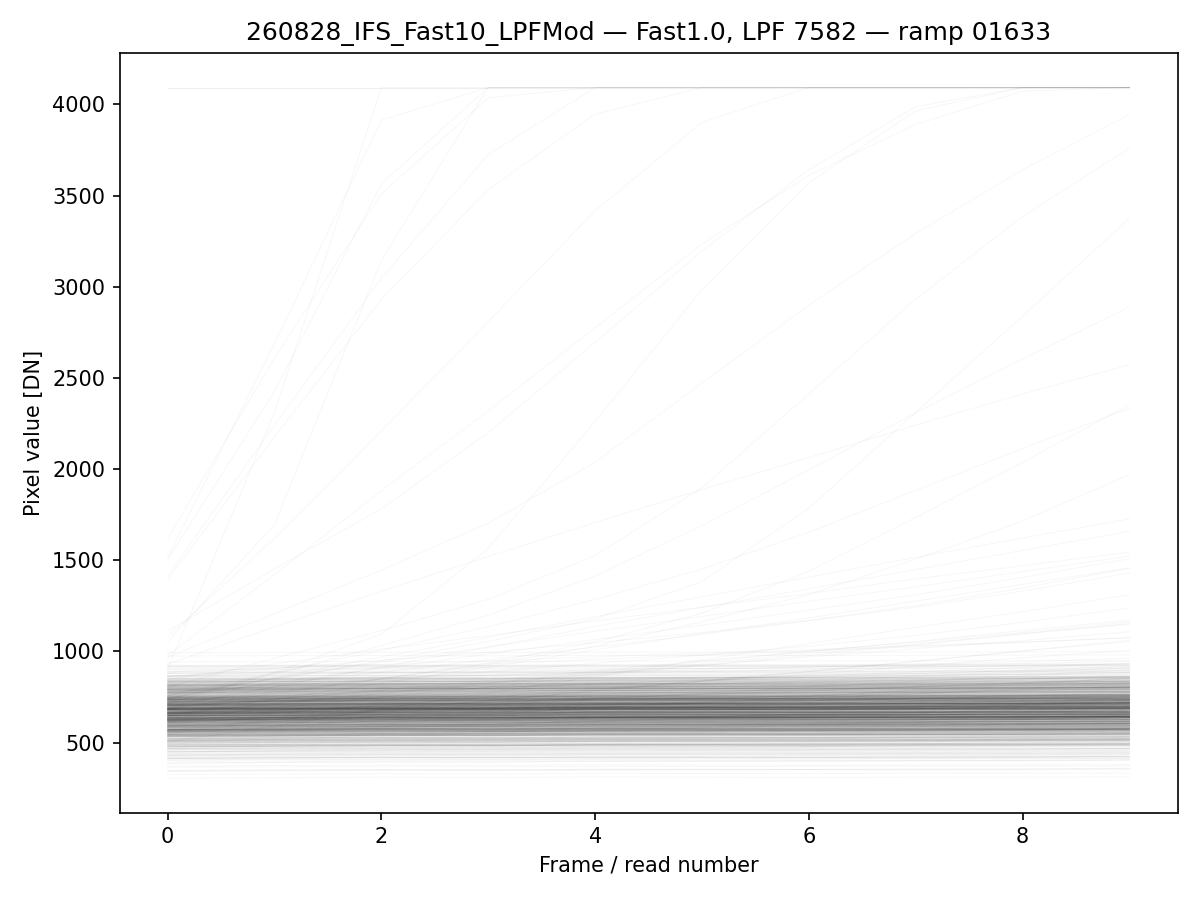 260828_IFS_Fast10_LPFMod — Fast1.0, LPF 7582 — ramp 01633
Pixel value [DN]
4000
3500
3000
2500
2000
1500
1000
500
0 2 4 6 8
Frame / read number